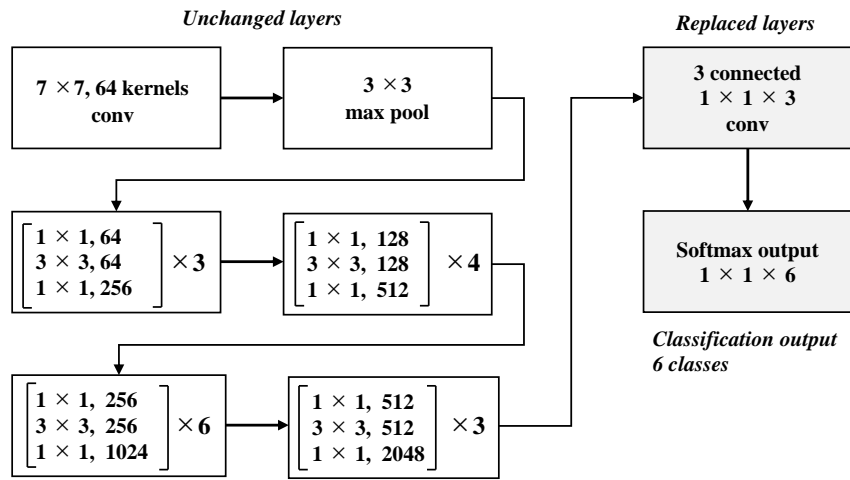 Unchanged layers
Replaced layers
7 × 7, 64 kernels
conv
3 × 3
max pool
3 connected
1 × 1 × 3
conv
1 × 1, 64
3 × 3, 64
1 × 1, 256
× 3
1 × 1, 128
3 × 3, 128
1 × 1, 512
× 4
Softmax output
1 × 1 × 6
Classification output
6 classes
1 × 1, 256
3 × 3, 256
1 × 1, 1024
× 6
1 × 1, 512
3 × 3, 512
1 × 1, 2048
× 3